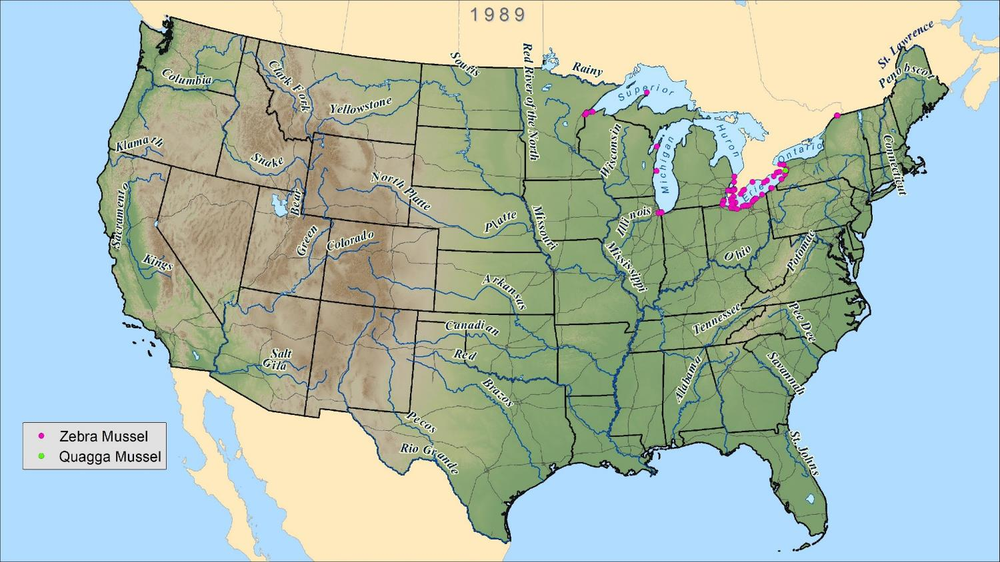 1989
St. Lawrence
Penobscot
Souris
Red River of the North
Rainy
Superior
Columbia
Clark Fork
Yellowstone
Klamath
Snake
Wisconsin
Michigan
Huron
Ontario
Connecticut
Sacramento
Bear
North Platte
Platte
Missouri
Illinois
Erie
Green
Colorado
Kings
Mississippi
Ohio
Potomac
Arkansas
Canadian
Tennessee
Pee Dee
Salt
Gila
Red
Brazos
Alabama
Savannah
Pecos
Rio Grande
St. Johns
Zebra Mussel
Quagga Mussel